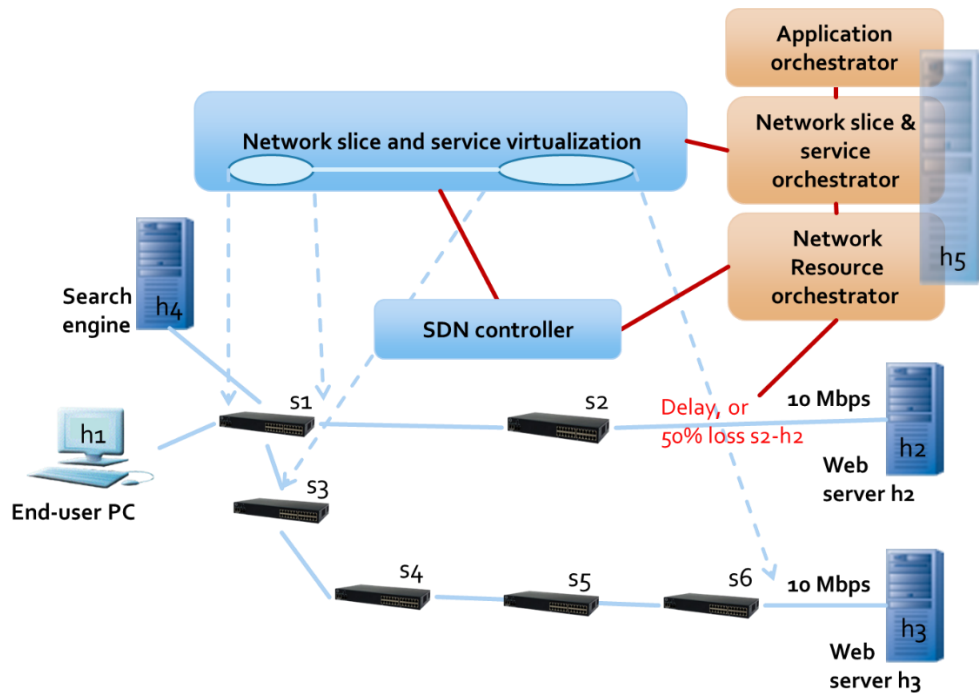 Application
orchestrator
Network slice and service virtualization
Network slice &
service
orchestrator
Network
Resource
orchestrator
h5
Search
engine
h4
SDN controller
s1
s2
Delay, or
50% loss s2-h2
10 Mbps
h1
h2
End-user PC
Web
server h2
s3
s4
s5
s6
10 Mbps
h3
Web
server h3